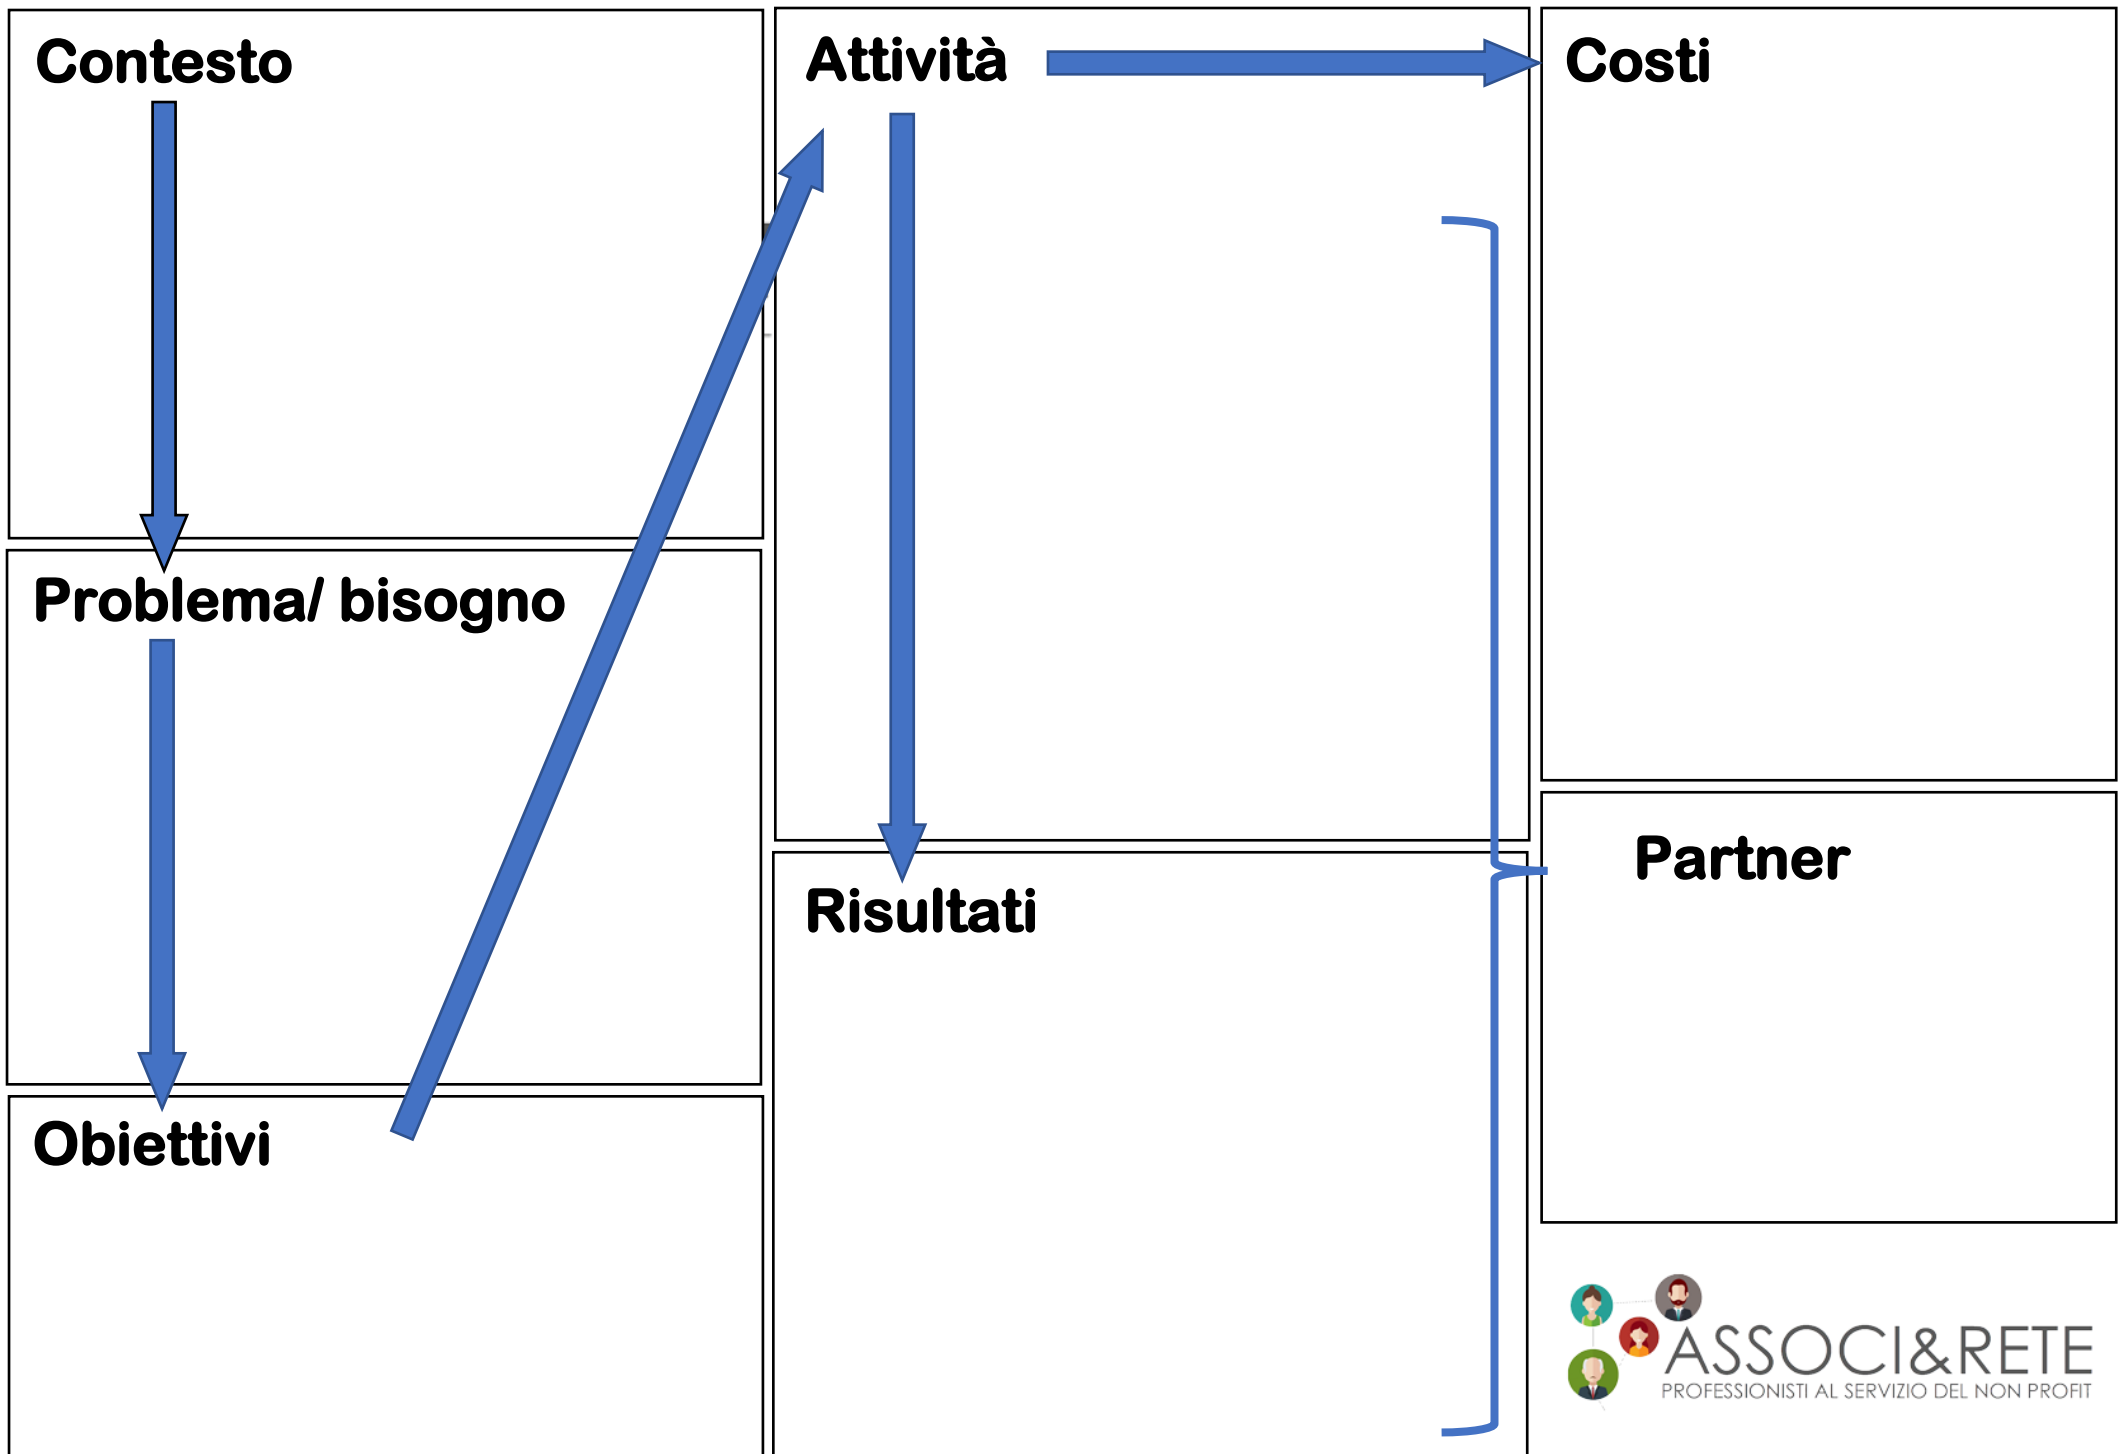 Contesto
Problema/ bisogno
Obiettivi
Attività
Risultati
Costi
Partner
ASSOCI&RETE
PROFESSIONISTI AL SERVIZIO DEL NON PROFIT